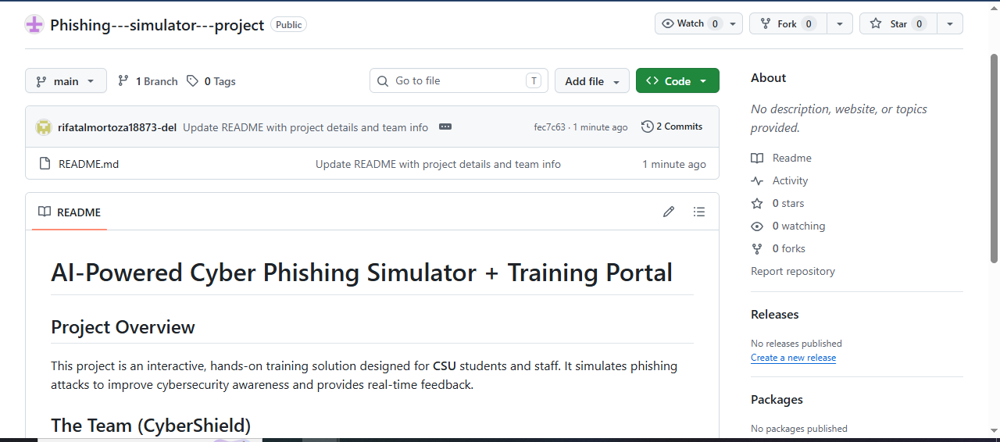 Phishing---simulator---project Public Watch 0 Fork 0 Star 0
main 1 Branch 0 Tags Go to file T Add file Code
rifatalmortoza18873-del Update README with project details and team info fec7c63 · 1 minute ago 2 Commits
README.md Update README with project details and team info 1 minute ago
README
AI-Powered Cyber Phishing Simulator + Training Portal
Project Overview
This project is an interactive, hands-on training solution designed for CSU students and staff. It simulates phishing
attacks to improve cybersecurity awareness and provides real-time feedback.
The Team (CyberShield)
About
No description, website, or topics
provided.
Readme
Activity
0 stars
0 watching
0 forks
Report repository
Releases
No releases published
Create a new release
Packages
No packages published